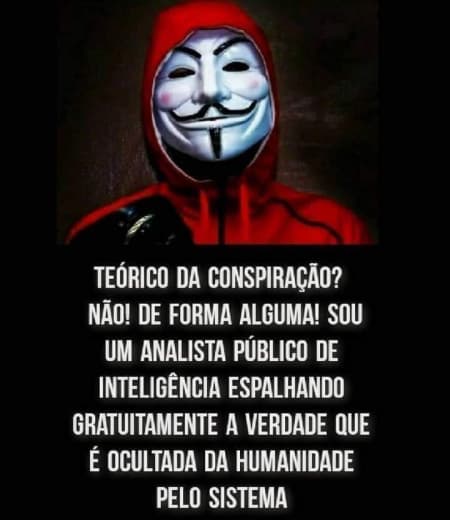 TEÓRICO DA CONSPIRAÇÃO?
NÃO! DE FORMA ALGUMA! SOU
UM ANALISTA PÚBLICO DE
INTELIGÊNCIA ESPALHANDO
GRATUITAMENTE A VERDADE QUE
É OCULTADA DA HUMANIDADE
PELO SISTEMA